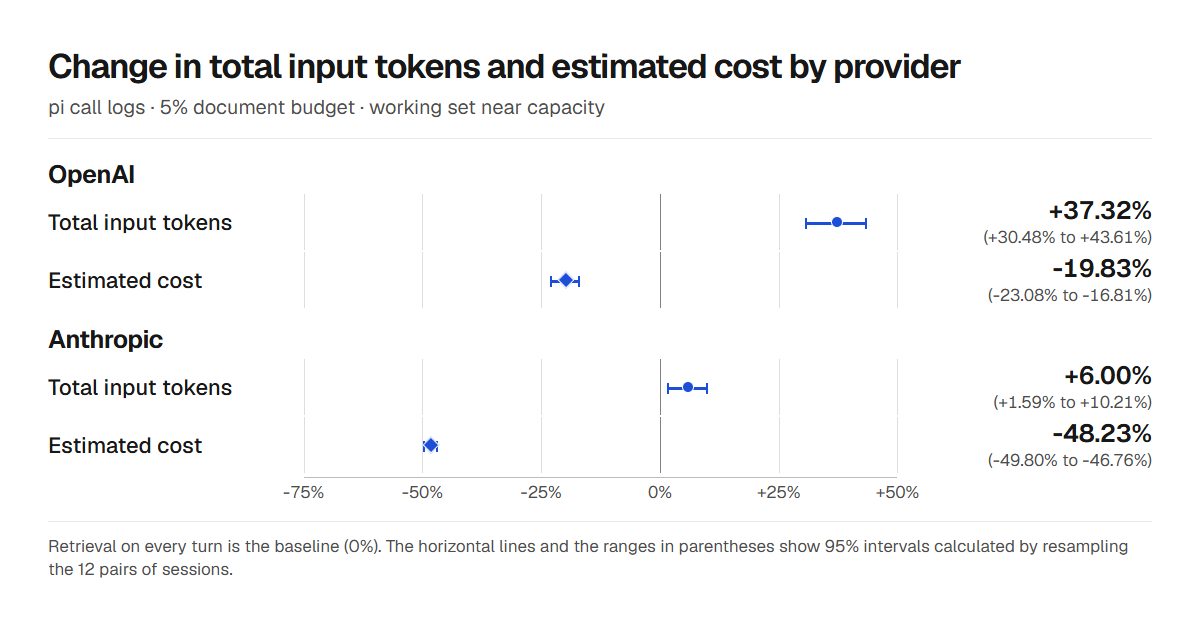 Change in total input tokens and estimated cost by provider
pi call logs · 5% document budget · working set near capacity
OpenAI
Total input tokens
+37.32%
(+30.48% to +43.61%)
Estimated cost
-19.83%
(-23.08% to -16.81%)
Anthropic
Total input tokens
+6.00%
(+1.59% to +10.21%)
Estimated cost
-48.23%
(-49.80% to -46.76%)
-75% -50% -25% 0% +25% +50%
Retrieval on every turn is the baseline (0%). The horizontal lines and the ranges in parentheses show 95% intervals calculated by resampling
the 12 pairs of sessions.